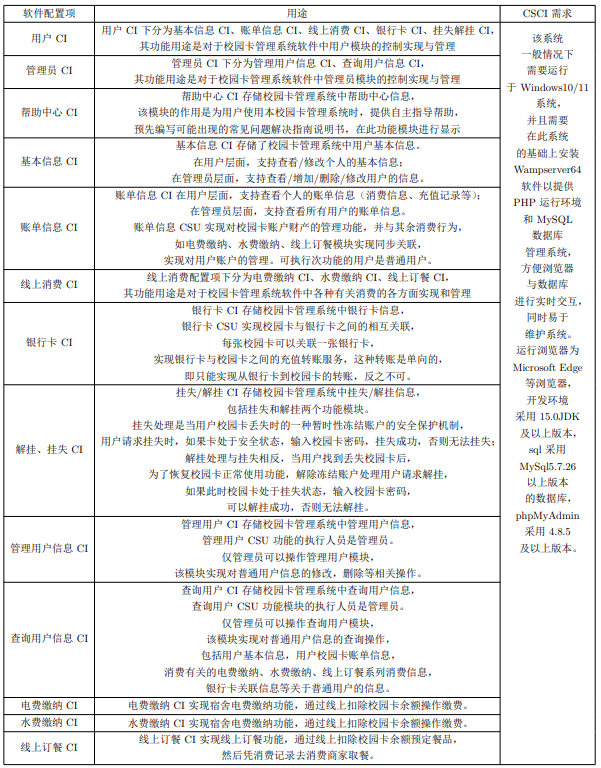 软件配置项 用途 CSCI 需求
用户 CI
用户 CI 下分为基本信息 CI、账单信息 CI、线上消费 CI、银行卡 CI、挂失解挂 CI，
其功能用途是对于校园卡管理系统软件中用户模块的控制实现与管理
管理员 CI
管理员 CI 下分为管理用户信息 CI、查询用户信息 CI，
其功能用途是对于校园卡管理系统软件中管理员模块的控制实现与管理
帮助中心 CI
帮助中心 CI 存储校园卡管理系统中帮助中心信息，
该模块的作用是为用户使用本校园卡管理系统时，提供自主指导帮助，
预先编写可能出现的常见问题解决指南说明书，在此功能模块进行显示
基本信息 CI
基本信息 CI 存储了校园卡管理系统中用户基本信息。
在用户层面，支持查看/修改个人的基本信息；
在管理员层面，支持查看/增加/删除/修改用户的信息。
账单信息 CI
账单信息 CI 在用户层面，支持查看个人的账单信息（消费信息、充值记录等）；
在管理员层面，支持查看所有用户的账单信息。
账单信息 CSU 实现对校园卡账户财产的管理功能，并与其余消费行为，
如电费缴纳、水费缴纳、线上订餐模块实现同步关联，
实现对用户账户的管理。可执行次功能的用户是普通用户。
线上消费 CI
线上消费配置项下分为电费缴纳 CI、水费缴纳 CI、线上订餐 CI，
其功能用途是对于校园卡管理系统软件中各种有关消费的各方面实现和管理
银行卡 CI
银行卡 CI 存储校园卡管理系统中银行卡信息，
银行卡 CSU 实现校园卡与银行卡之间的相互关联，
每张校园卡可以关联一张银行卡，
实现银行卡与校园卡之间的充值转账服务，这种转账是单向的，
即只能实现从银行卡到校园卡的转账，反之不可。
解挂、挂失 CI
挂失/解挂 CI 存储校园卡管理系统中挂失/解挂信息，
包括挂失和解挂两个功能模块。
挂失处理是当用户校园卡丢失时的一种暂时性冻结账户的安全保护机制，
用户请求挂失时，如果卡处于安全状态，输入校园卡密码，挂失成功，否则无法挂失；
解挂处理与挂失相反，当用户找到丢失校园卡后，
为了恢复校园卡正常使用功能，解除冻结账户处理用户请求解挂，
如果此时校园卡处于挂失状态，输入校园卡密码，
可以解挂成功，否则无法解挂。
管理用户信息 CI
管理用户 CI 存储校园卡管理系统中管理用户信息，
管理用户 CSU 功能的执行人员是管理员。
仅管理员可以操作管理用户模块，
该模块实现对普通用户信息的修改，删除等相关操作。
查询用户信息 CI
查询用户 CI 存储校园卡管理系统中查询用户信息，
查询用户 CSU 功能模块的执行人员是管理员。
仅管理员可以操作查询用户模块，
该模块实现对普通用户信息的查询操作，
包括用户基本信息，用户校园卡账单信息，
消费有关的电费缴纳、水费缴纳、线上订餐系列消费信息，
银行卡关联信息等关于普通用户的信息。
电费缴纳 CI
电费缴纳 CI 实现宿舍电费缴纳功能，通过线上扣除校园卡余额操作缴费。
水费缴纳 CI
水费缴纳 CI 实现宿舍电费缴纳功能，通过线上扣除校园卡余额操作缴费。
线上订餐 CI
线上订餐 CI 实现线上订餐功能，通过线上扣除校园卡余额预定餐品，
然后凭消费记录去消费商家取餐。
该系统
一般情况下
需要运行
于 Windows10/11
系统，
并且需要
在此系统
的基础上安装
Wampserver64
软件以提供
PHP 运行环境
和 MySQL
数据库
管理系统，
方便浏览器
与数据库
进行实时交互，
同时易于
维护系统。
运行浏览器为
Microsoft Edge
等浏览器，
开发环境
采用 15.0JDK
及以上版本，
sql 采用
MySql5.7.26
以上版本
的数据库，
phpMyAdmin
采用 4.8.5
及以上版本。